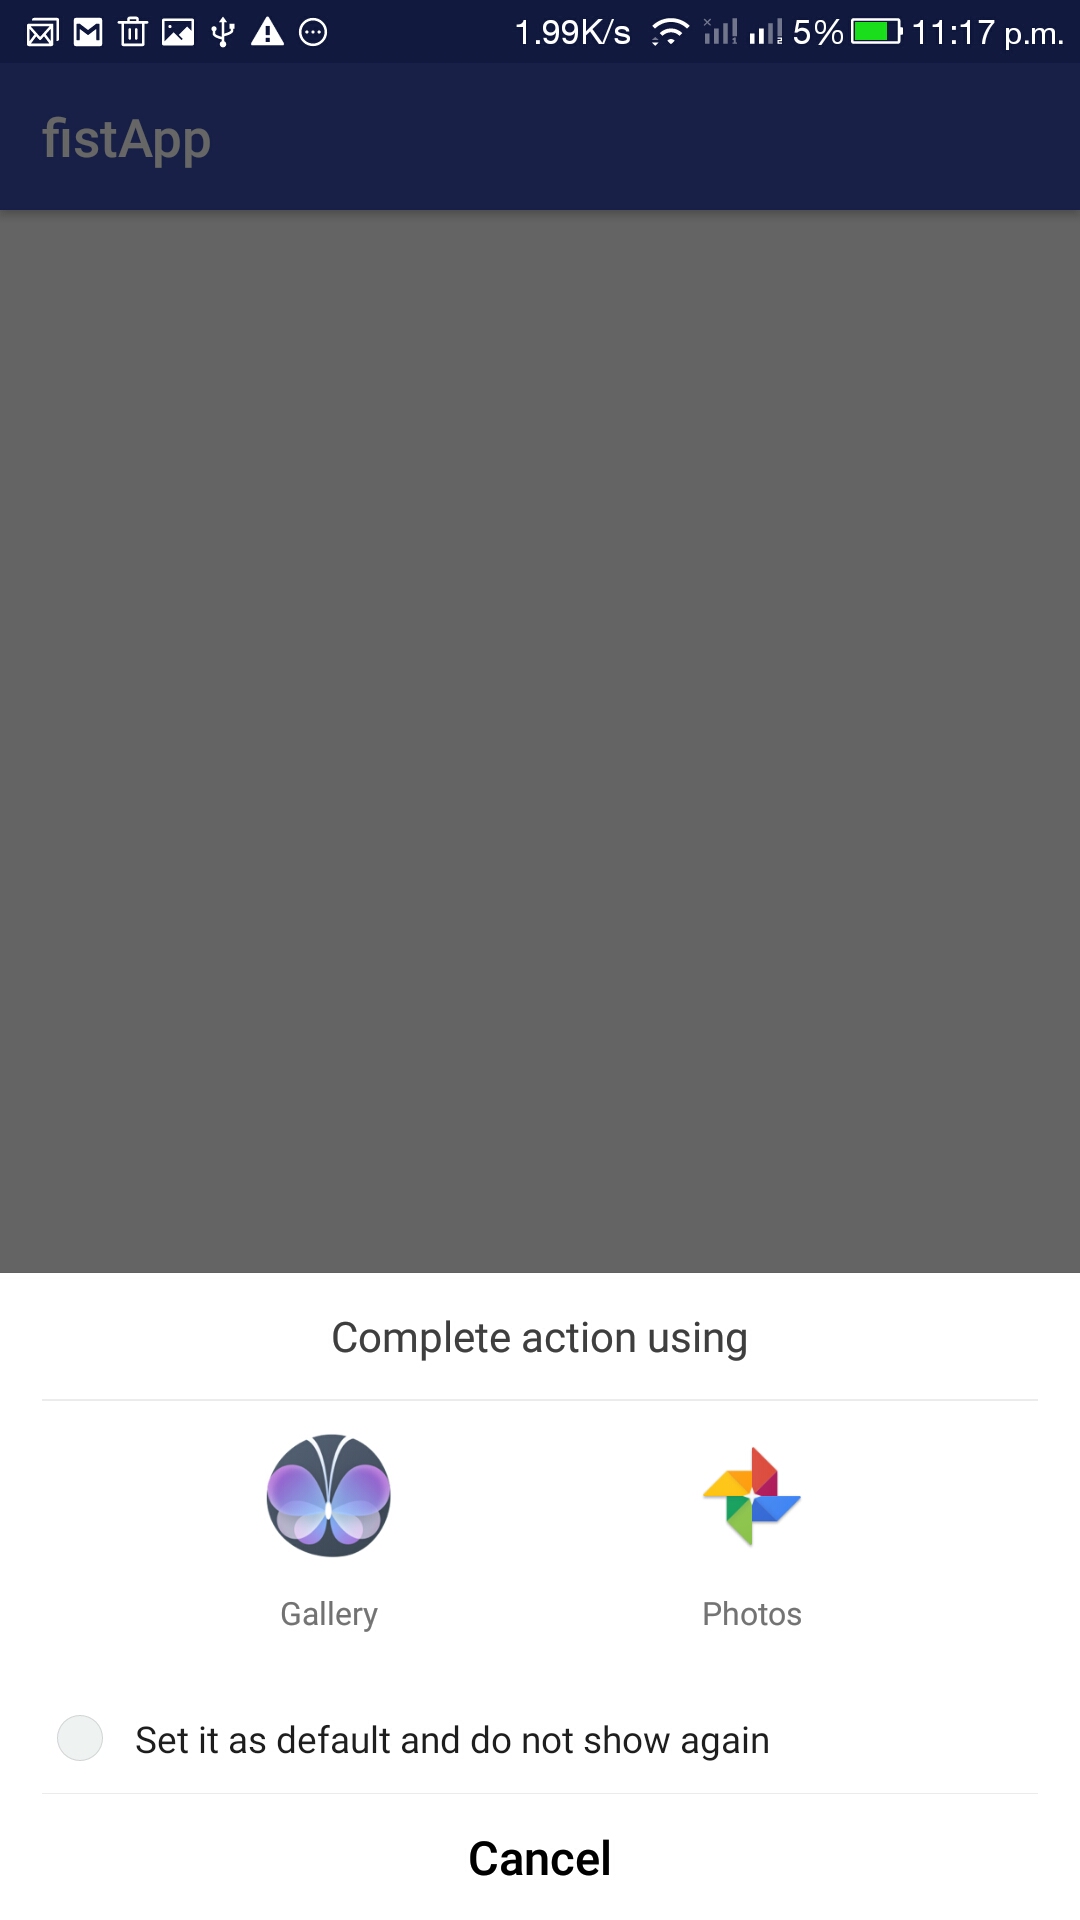 1.99K/s 5% 11:17 p.m.
fistApp
Complete action using
Gallery Photos
Set it as default and do not show again
Cancel